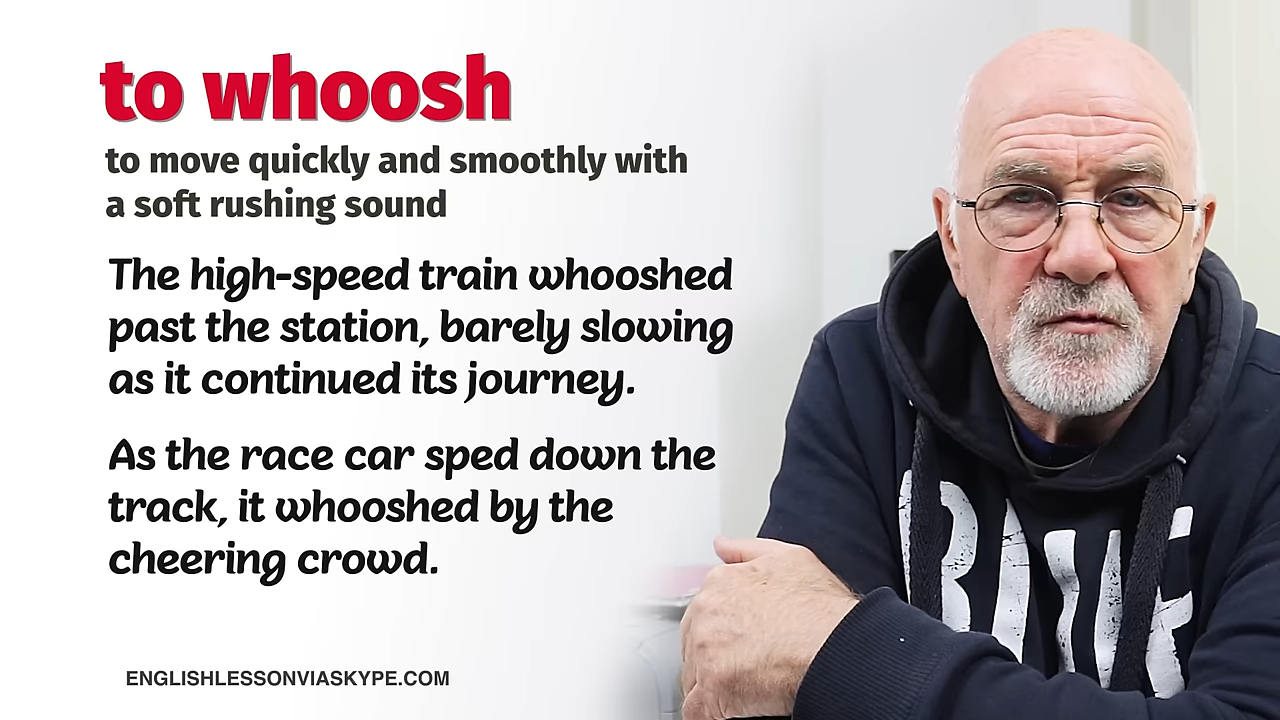 to whoosh
to move quickly and smoothly with
a soft rushing sound
The high-speed train whooshed
past the station, barely slowing
as it continued its journey.
As the race car sped down the
track, it whooshed by the
cheering crowd.
ENGLISHLESSONVIASKYPE.COM